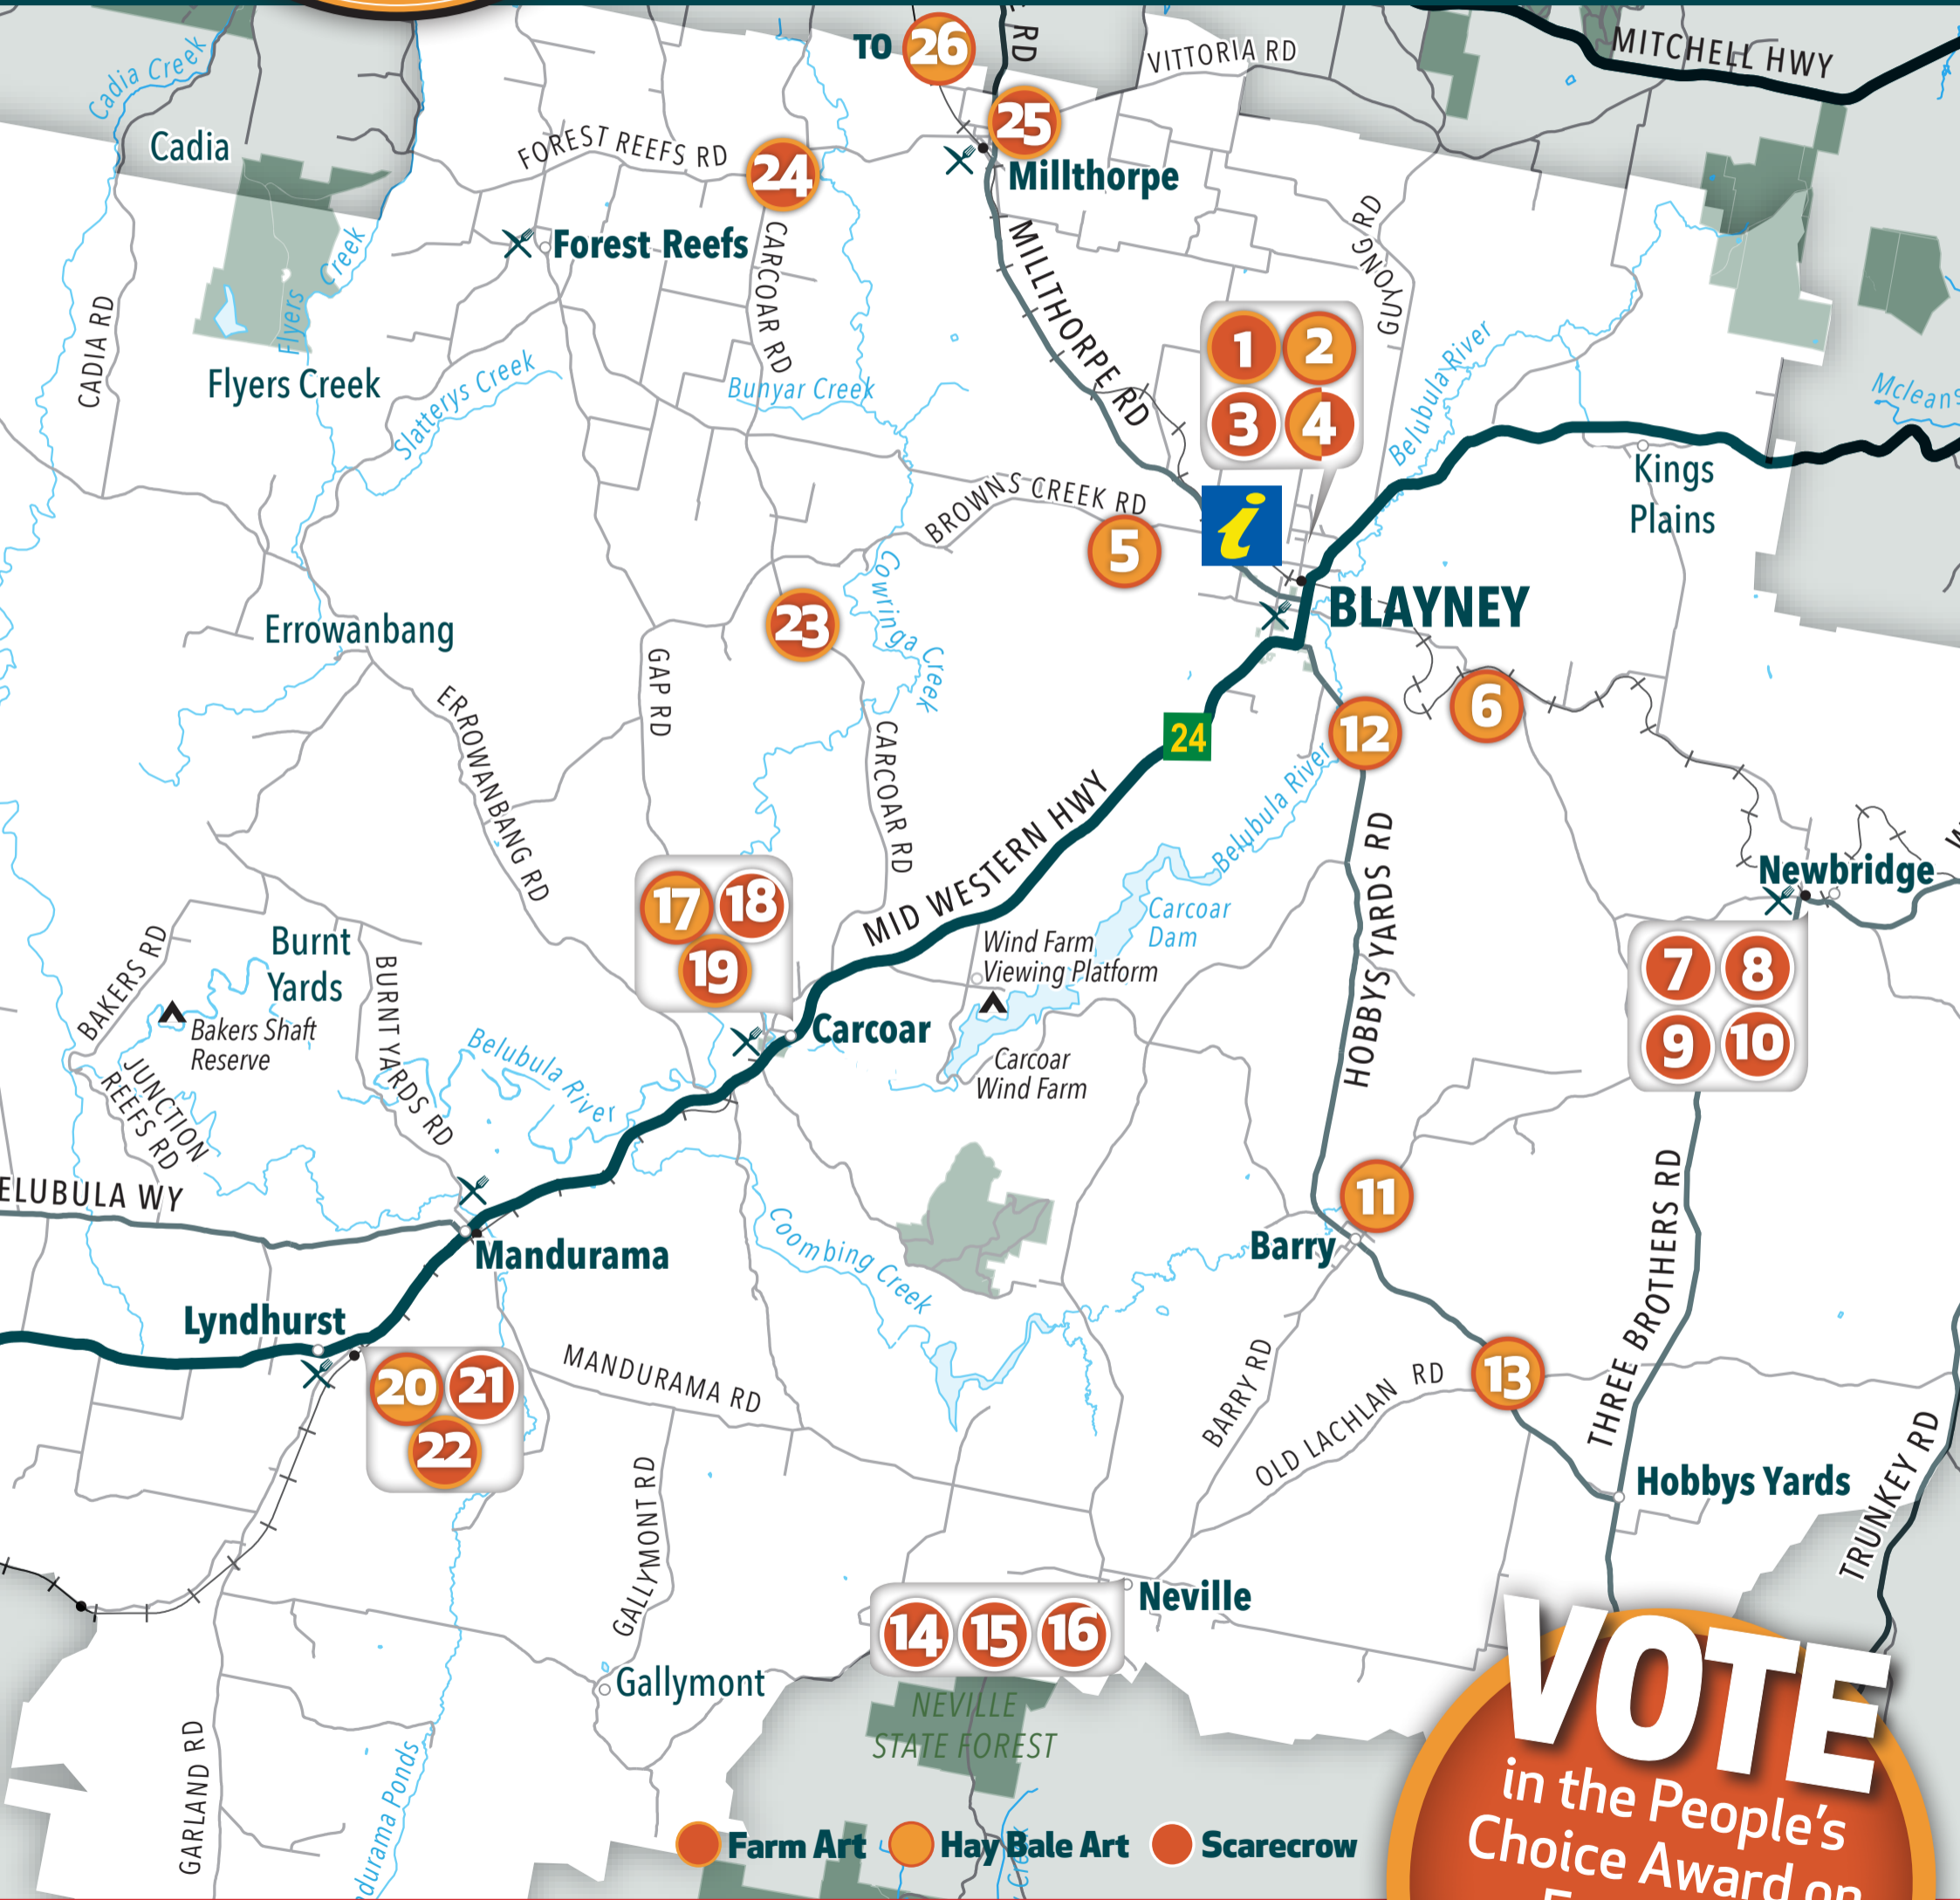 TO 26
E RD
VITTORIA RD
MITCHELL HWY
Cadia Creek
Cadia
25
FOREST REEFS RD
24
Millthorpe
Forest Reefs
Flyers Creek
CARCOAR RD
MILLTHORPE RD
GUYONG RD
CADIA RD
1 2
3 4
Flyers Creek
Slatterys Creek
Bunyar Creek
Belubula River
Mcleans
Kings
Plains
BROWNS CREEK RD
5
i
Cowringa Creek
BLAYNEY
23
Errowanbang
GAP RD
ERROWANBANG RD
CARCOAR RD
24
12
6
Belubula River
MID WESTERN HWY
HOBBYS YARDS RD
Newbridge
W
17 18
19
Carcoar
Dam
Wind Farm
Viewing Platform
Burnt
Yards
BAKERS RD
BURNT YARDS RD
Bakers Shaft
Reserve
7 8
9 10
Carcoar
Carcoar
Wind Farm
Belubula River
JUNCTION
REEFS RD
ELUBULA WY
11
Barry
Mandurama
Coombing Creek
Lyndhurst
THREE BROTHERS RD
20 21
22
MANDURAMA RD
BARRY RD
OLD LACHLAN RD
13
Hobbys Yards
TRUNKEY RD
GALLYMONT RD
Neville
14 15 16
Gallymont
NEVILLE
STATE FOREST
GARLAND RD
durama Ponds
Creek
Farm Art Hay Bale Art Scarecrow
VOTE
in the People's
Choice Award on